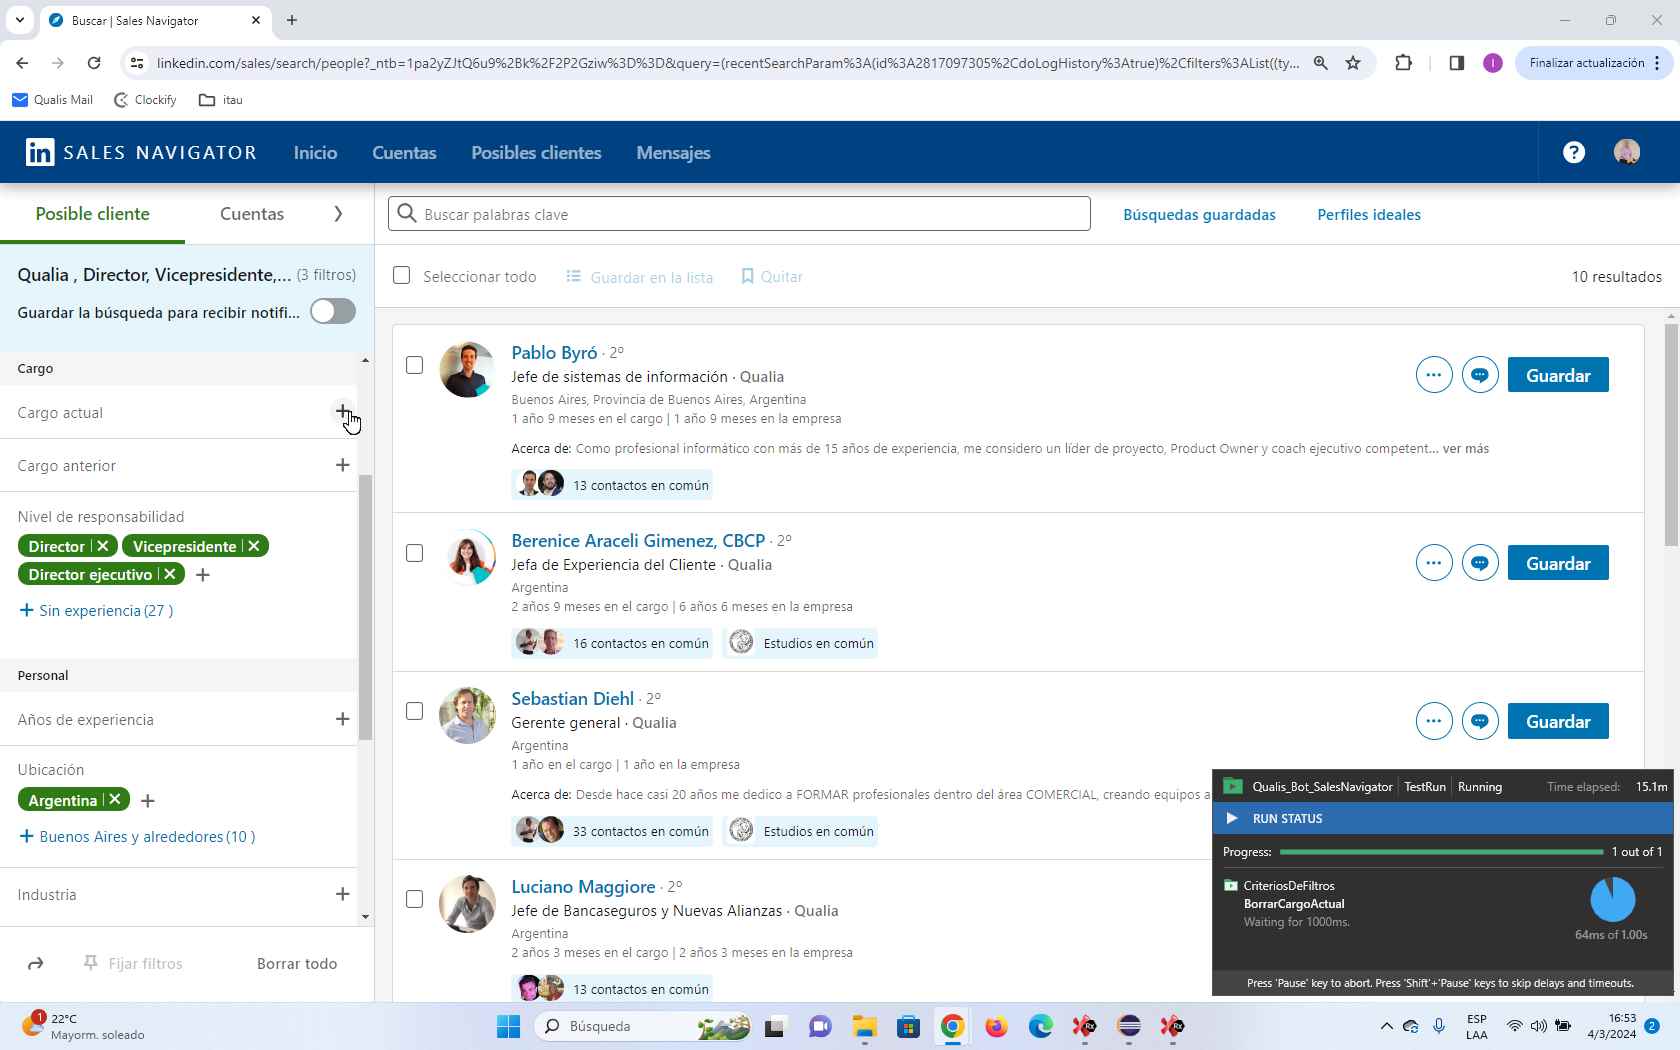 Buscar | Sales Navigator
linkedin.com/sales/search/people?_ntb=1pa2yZJtQ6u9%2Bk%2F2P2Gziw%3D%3D&query=(recentSearchParam%3A(id%3A2817097305%2CdoLogHistory%3Atrue)%2Cfilters%3AList((ty...
Finalizar actualización
Qualis Mail
Clockify
itau
in SALES NAVIGATOR
Inicio
Cuentas
Posibles clientes
Mensajes
?
Posible cliente
Cuentas
Buscar palabras clave
Búsquedas guardadas
Perfiles ideales
Qualia , Director, Vicepresidente,... (3 filtros)
Guardar la búsqueda para recibir notifi...
Seleccionar todo
Guardar en la lista
Quitar
10 resultados
Cargo
Cargo actual
Cargo anterior
Nivel de responsabilidad
Director
Vicepresidente
Director ejecutivo
+ Sin experiencia (27 )
Personal
Años de experiencia
Ubicación
Argentina
+ Buenos Aires y alrededores (10 )
Industria
Fijar filtros
Borrar todo
Pablo Byró · 2º
Jefe de sistemas de información · Qualia
Buenos Aires, Provincia de Buenos Aires, Argentina
1 año 9 meses en el cargo | 1 año 9 meses en la empresa
Acerca de: Como profesional informático con más de 15 años de experiencia, me considero un líder de proyecto, Product Owner y coach ejecutivo competent... ver más
13 contactos en común
Guardar
Berenice Araceli Gimenez, CBCP · 2º
Jefa de Experiencia del Cliente · Qualia
Argentina
2 años 9 meses en el cargo | 6 años 6 meses en la empresa
16 contactos en común
Estudios en común
Guardar
Sebastian Diehl · 2º
Gerente general · Qualia
Argentina
1 año en el cargo | 1 año en la empresa
Acerca de: Desde hace casi 20 años me dedico a FORMAR profesionales dentro del área COMERCIAL, creando equipos a
33 contactos en común
Estudios en común
Guardar
Luciano Maggiore · 2º
Jefe de Bancaseguros y Nuevas Alianzas · Qualia
Argentina
2 años 3 meses en el cargo | 2 años 3 meses en la empresa
13 contactos en común
Qualis_Bot_SalesNavigator
TestRun
Running
Time elapsed: 15.1m
RUN STATUS
Progress:
1 out of 1
CriteriosDeFiltros
BorrarCargoActual
Waiting for 1000ms.
64ms of 1.00s
Press 'Pause' key to abort. Press 'Shift'+'Pause' keys to skip delays and timeouts.
1
22°C
Mayorm. soleado
Búsqueda
Rx
Rx
ESP
LAA
16:53
4/3/2024
2